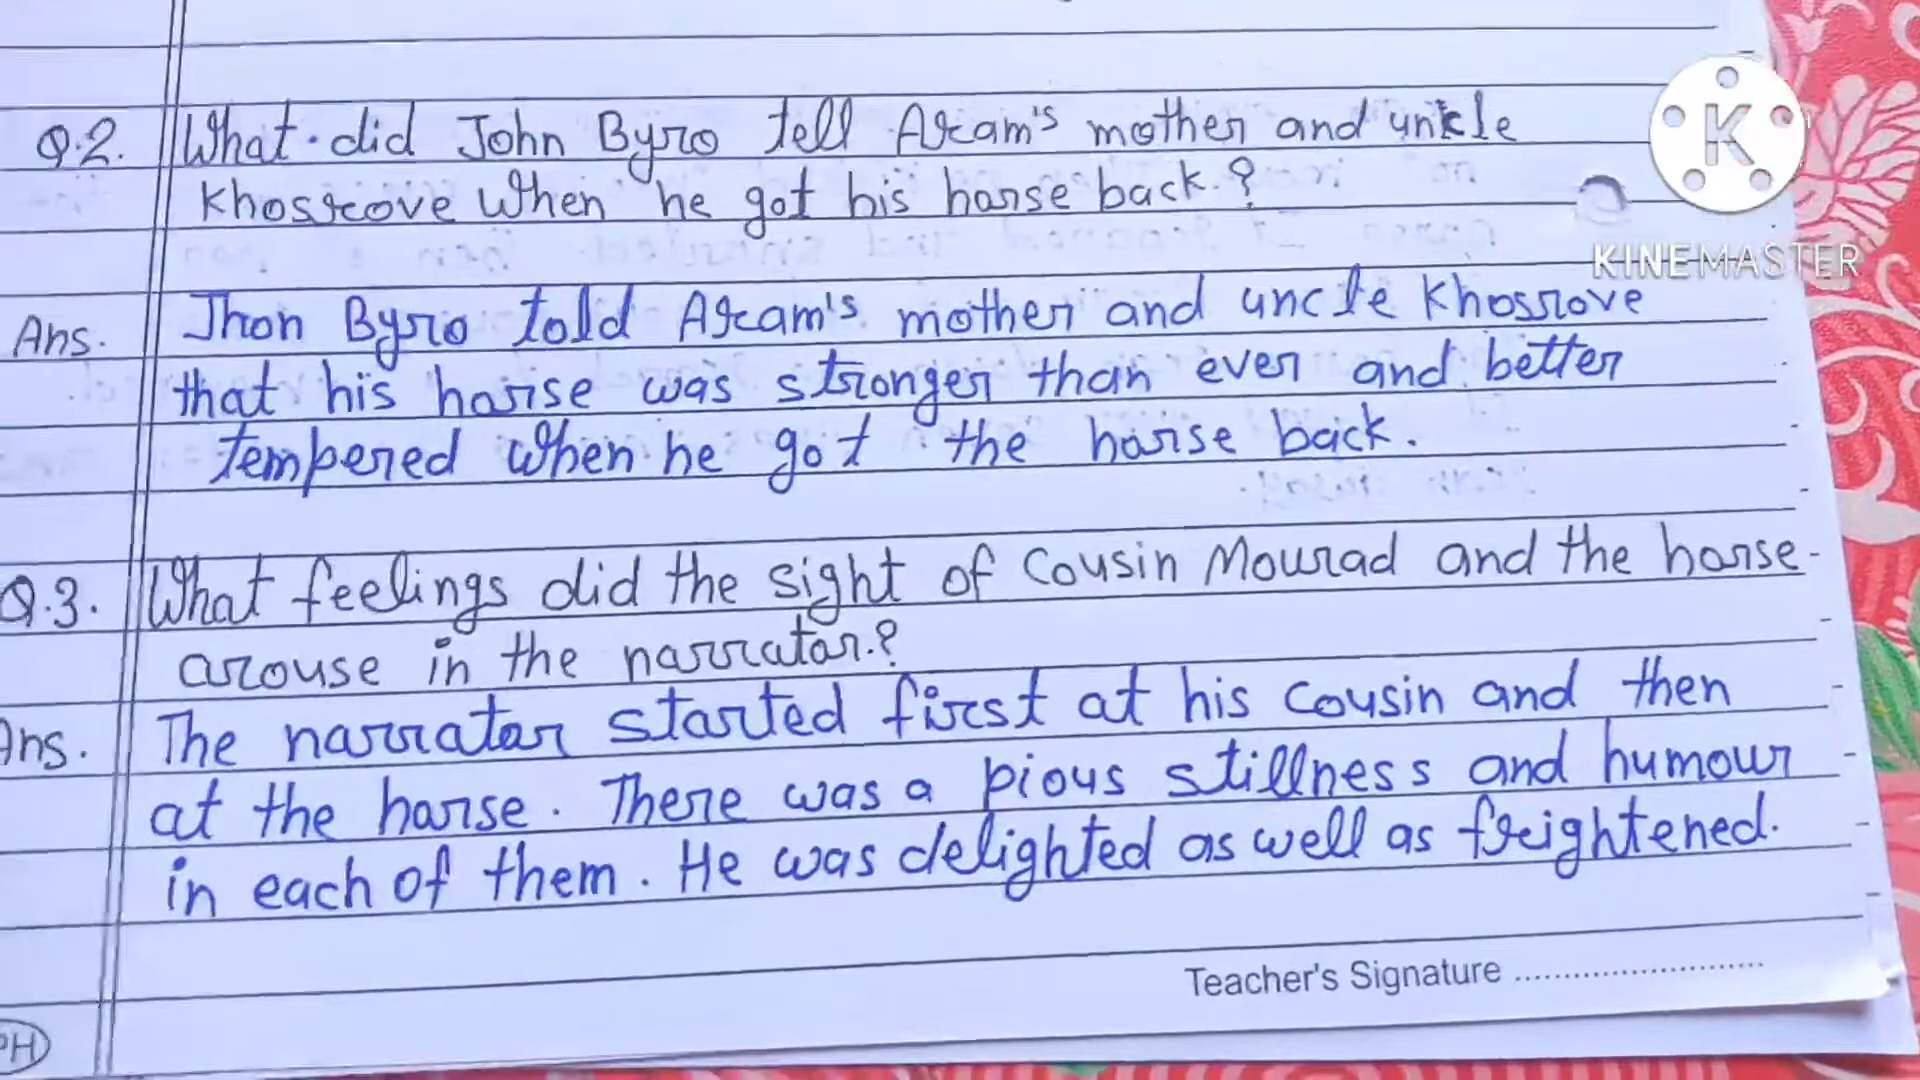 Q.2. What did John Byro tell Aram's mother and unkle
Khosrove when he got his horse back.?
KINEMASTER
Ans. Jhon Byro told Aram's mother and uncle Khosrove
that his horse was stronger than ever and better
tempered when he got the horse back.
Q.3. What feelings did the sight of Cousin Mourad and the horse
arouse in the narrator.?
Ans. The narrator started first at his cousin and then
at the horse. There was a pious stillness and humour
in each of them. He was delighted as well as frightened.
Teacher's Signature ..........................
PH